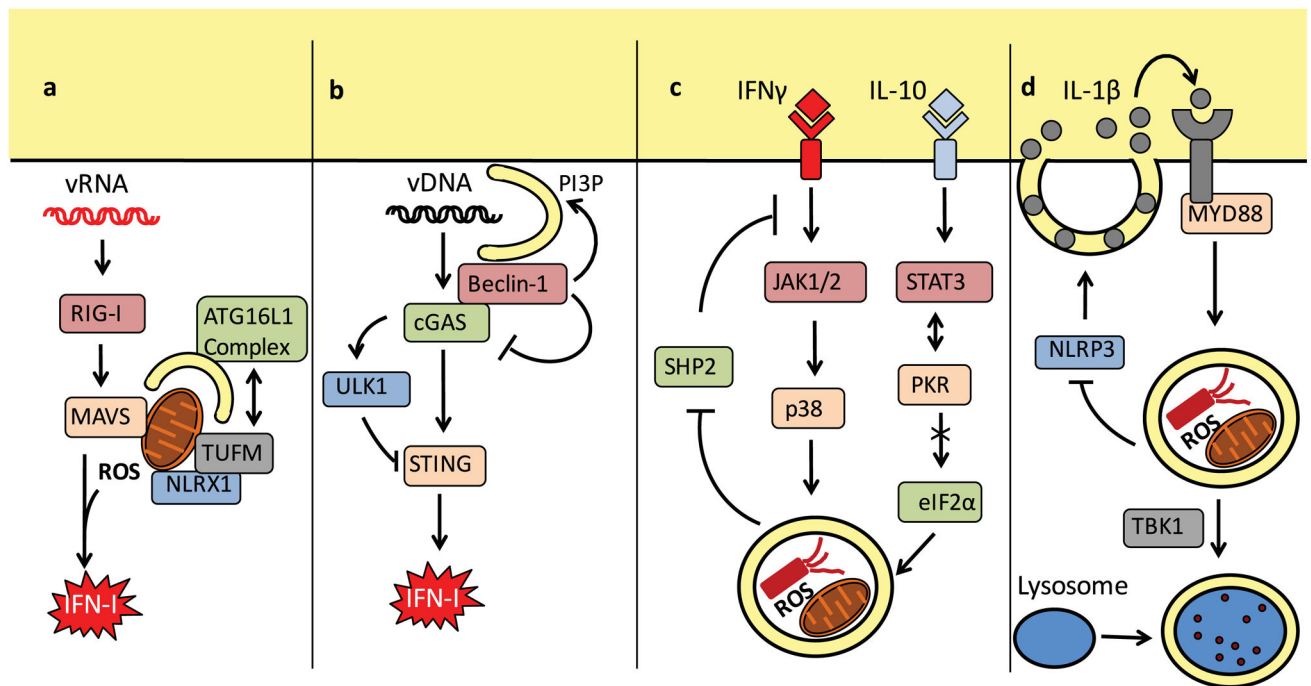 a
vRNA
RIG-I
ATG16L1
Complex
MAVS
TUFM
ROS
NLRX1
IFN-I
b
vDNA
PI3P
Beclin-1
cGAS
ULK1
STING
IFN-I
c
IFNγ
IL-10
JAK1/2
STAT3
SHP2
PKR
p38
eIF2α
ROS
d
IL-1β
MYD88
NLRP3
ROS
TBK1
Lysosome